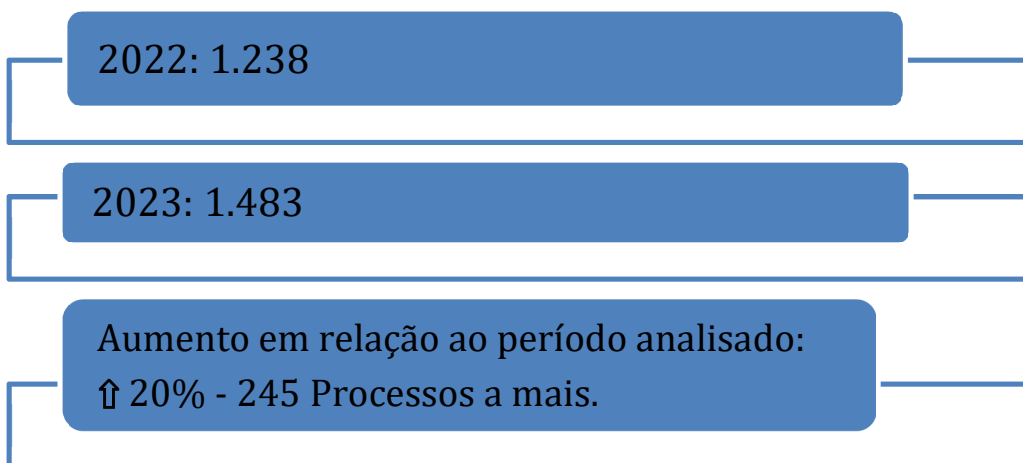 2022: 1.238
2023: 1.483
Aumento em relação ao período analisado:
⇧ 20% - 245 Processos a mais.